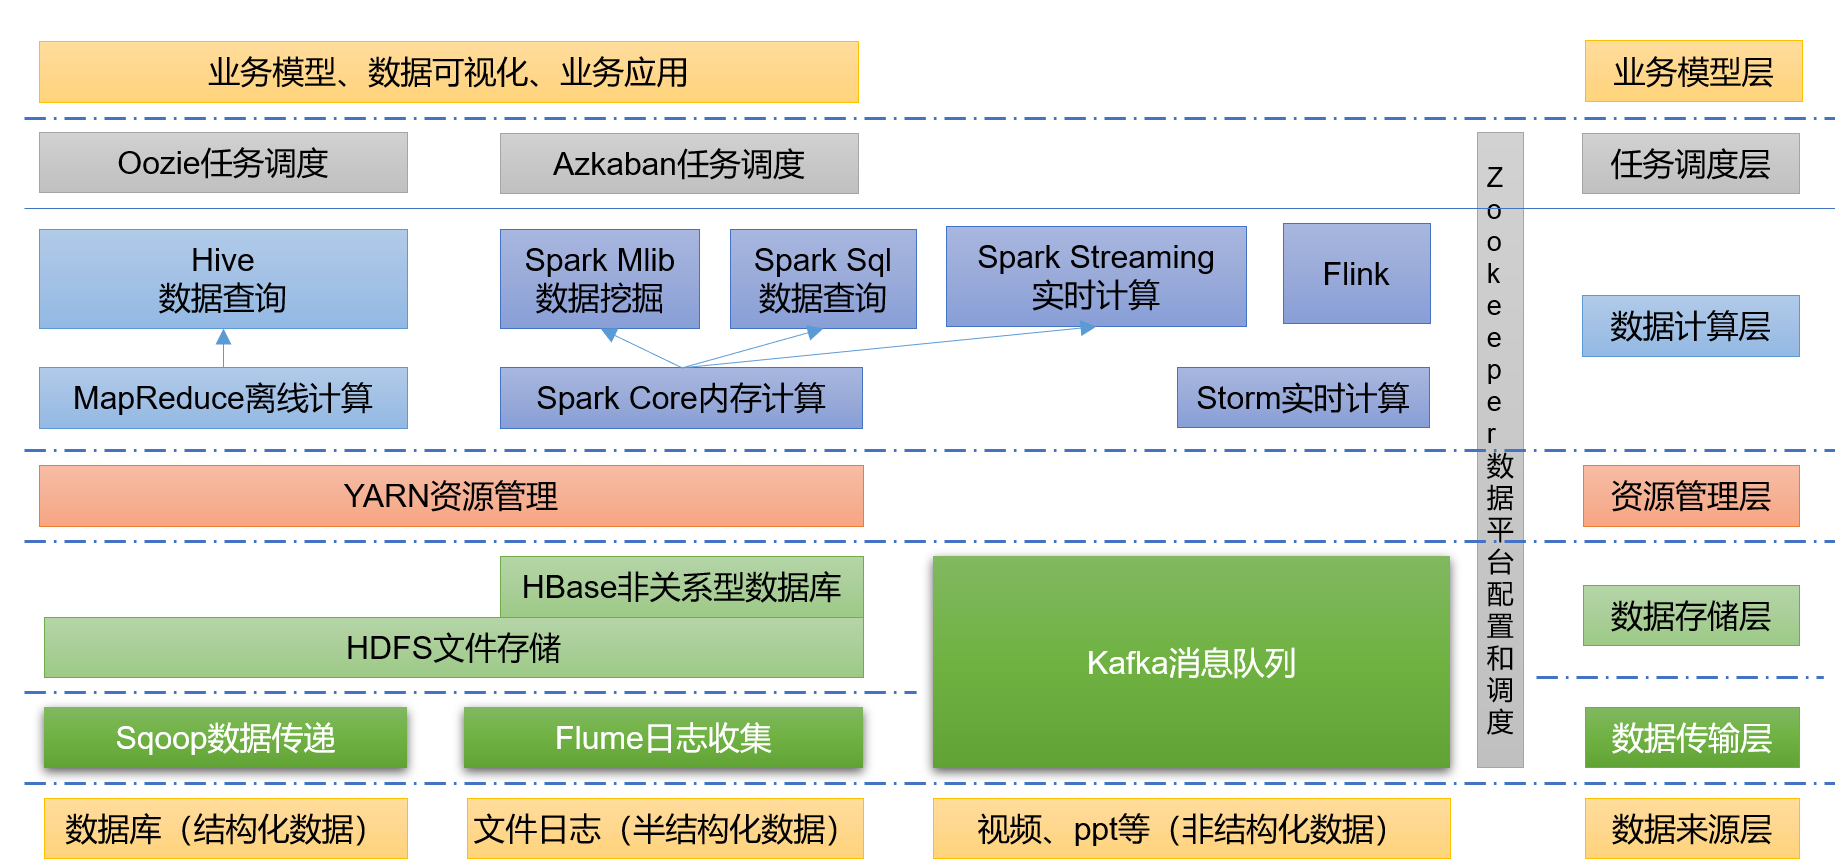 业务模型、数据可视化、业务应用
业务模型层
Oozie任务调度
Azkaban任务调度
任务调度层
Hive
数据查询
Spark Mlib
数据挖掘
Spark Sql
数据查询
Spark Streaming
实时计算
Flink
数据计算层
MapReduce离线计算
Spark Core内存计算
Storm实时计算
Zookeeper数据平台配置和调度
YARN资源管理
资源管理层
HBase非关系型数据库
HDFS文件存储
Kafka消息队列
数据存储层
Sqoop数据传递
Flume日志收集
数据传输层
数据库（结构化数据）
文件日志（半结构化数据）
视频、ppt等（非结构化数据）
数据来源层